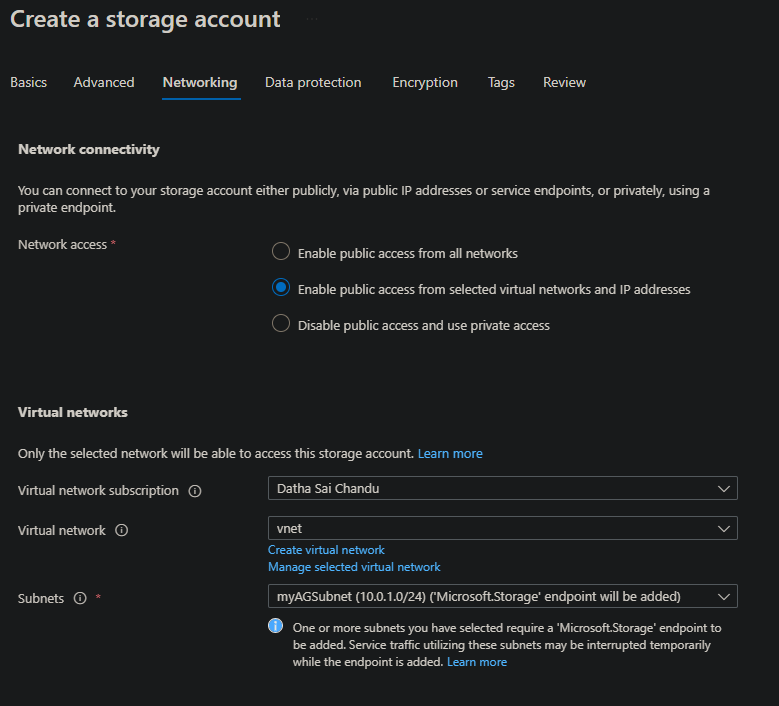 Create a storage account ...
Basics Advanced Networking Data protection Encryption Tags Review
Network connectivity
You can connect to your storage account either publicly, via public IP addresses or service endpoints, or privately, using a
private endpoint.
Network access *
Enable public access from all networks
Enable public access from selected virtual networks and IP addresses
Disable public access and use private access
Virtual networks
Only the selected network will be able to access this storage account. Learn more
Virtual network subscription Datha Sai Chandu
Virtual network vnet
Create virtual network
Manage selected virtual network
Subnets * myAGSubnet (10.0.1.0/24) ('Microsoft.Storage' endpoint will be added)
One or more subnets you have selected require a 'Microsoft.Storage' endpoint to
be added. Service traffic utilizing these subnets may be interrupted temporarily
while the endpoint is added. Learn more